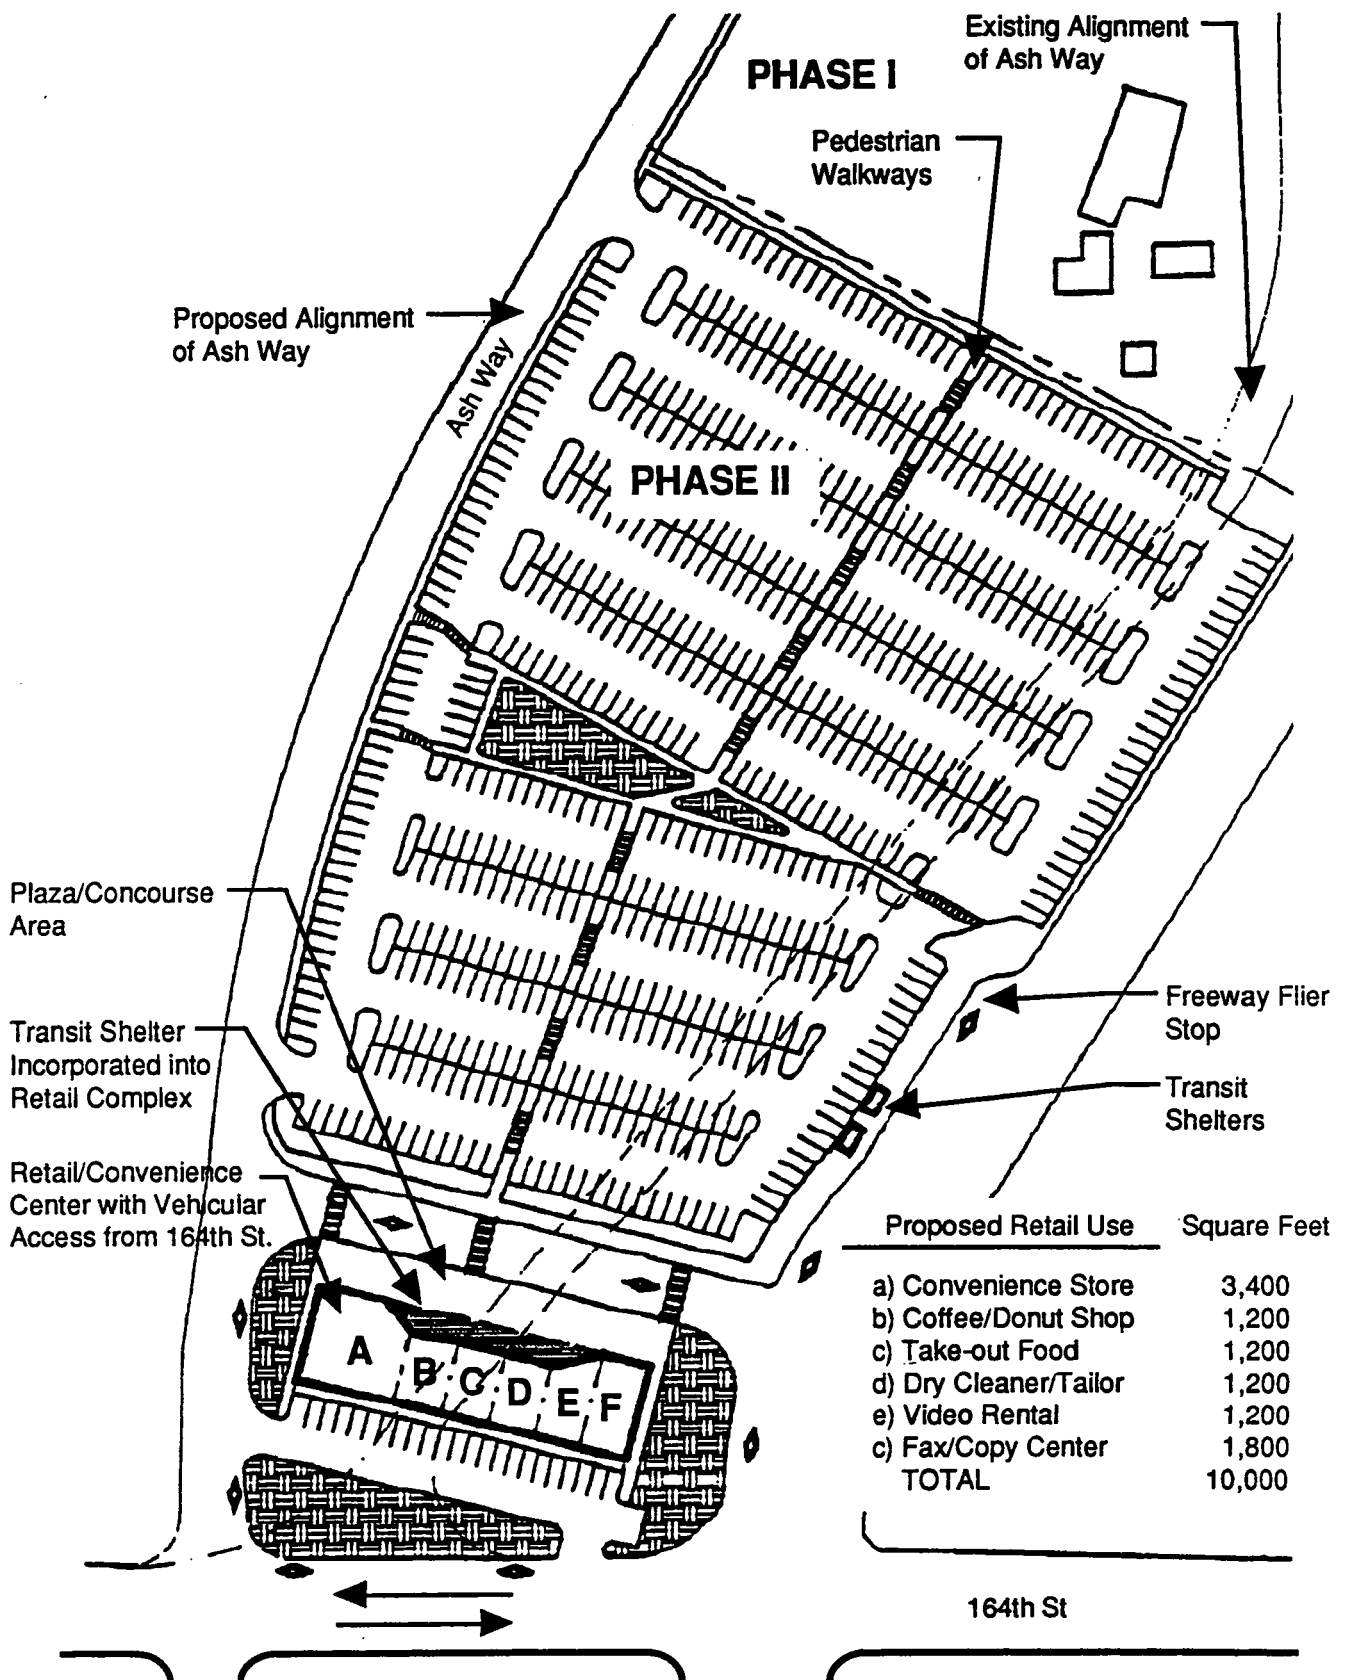 Existing Alignment
of Ash Way
PHASE I
Pedestrian
Walkways
Proposed Alignment
of Ash Way
Ash Way
PHASE II
Plaza/Concourse
Area
Transit Shelter
Incorporated into
Retail Complex
Retail/Convenience
Center with Vehicular
Access from 164th St.
Freeway Flier
Stop
Transit
Shelters
A B C D E F
Proposed Retail Use Square Feet
a) Convenience Store 3,400
b) Coffee/Donut Shop 1,200
c) Take-out Food 1,200
d) Dry Cleaner/Tailor 1,200
e) Video Rental 1,200
c) Fax/Copy Center 1,800
TOTAL 10,000
164th St